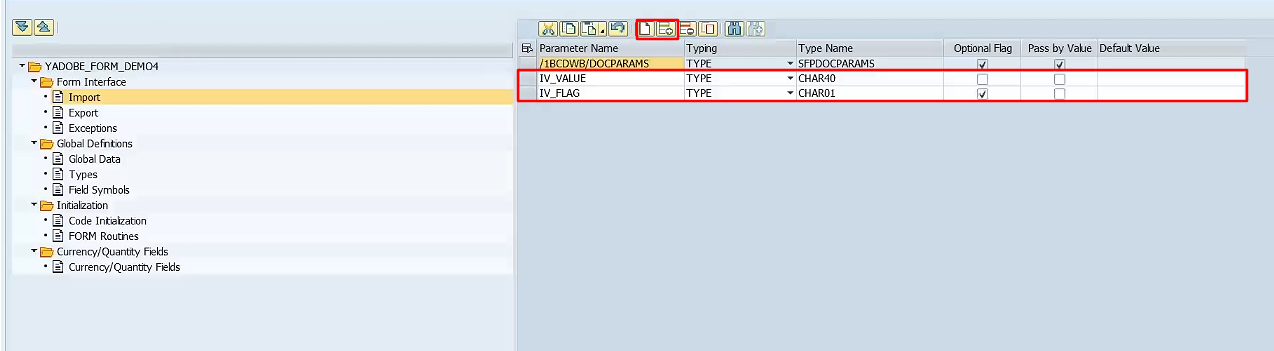 YADOBE_FORM_DEMO4
Form Interface
Import
Export
Exceptions
Global Definitions
Global Data
Types
Field Symbols
Initialization
Code Initialization
FORM Routines
Currency/Quantity Fields
Currency/Quantity Fields
Parameter Name Typing Type Name Optional Flag Pass by Value Default Value
/1BCDWB/DOCPARAMS TYPE SFPDOCPARAMS
IV_VALUE TYPE CHAR40
IV_FLAG TYPE CHAR01